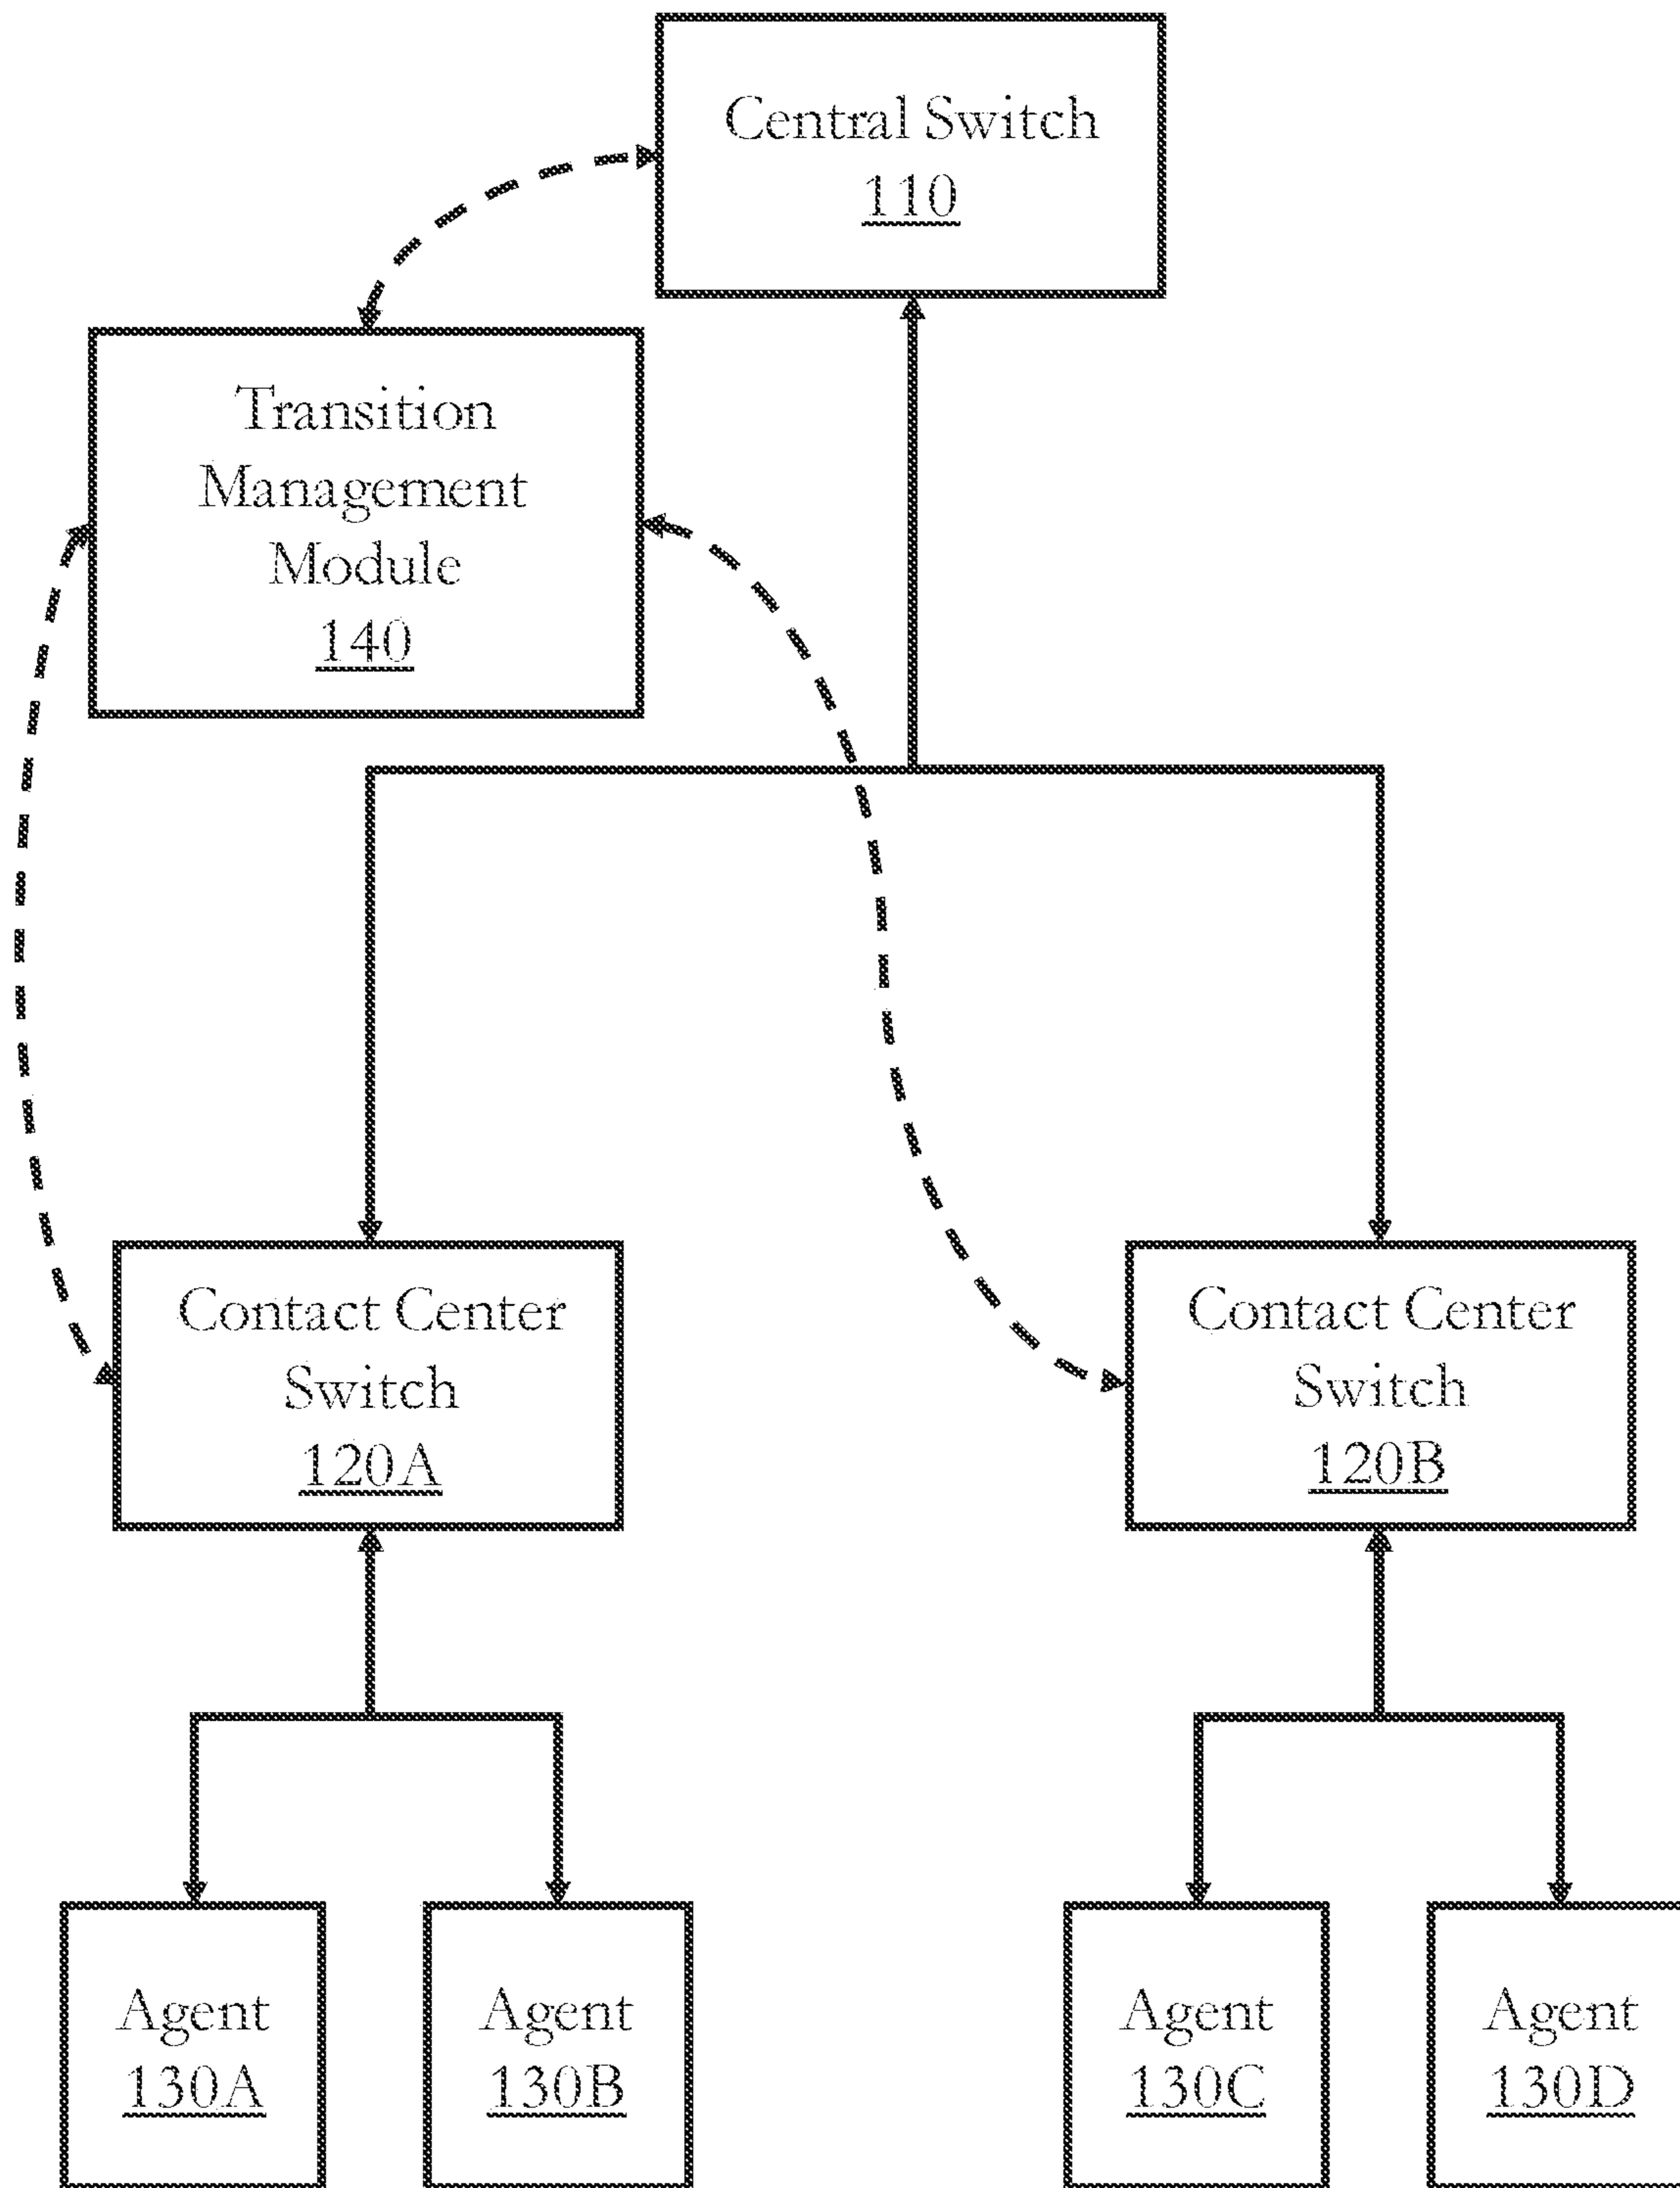 Central Switch
110
Transition
Management
Module
140
Contact Center
Switch
120A
Contact Center
Switch
120B
Agent
130A
Agent
130B
Agent
130C
Agent
130D